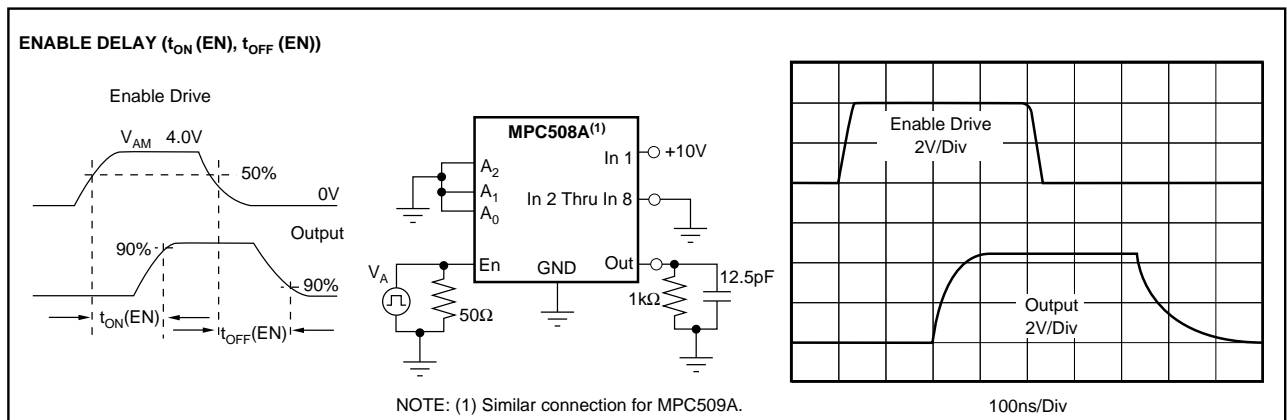 ENABLE DELAY (tON (EN), tOFF (EN))
Enable Drive
VAM 4.0V
50%
0V
Output
90%
90%
tON(EN)
tOFF(EN)
MPC508A(1)
In 1
+10V
A2
A1
A0
In 2 Thru In 8
En
GND
Out
VA
50Ω
1kΩ
12.5pF
NOTE: (1) Similar connection for MPC509A.
Enable Drive
2V/Div
Output
2V/Div
100ns/Div